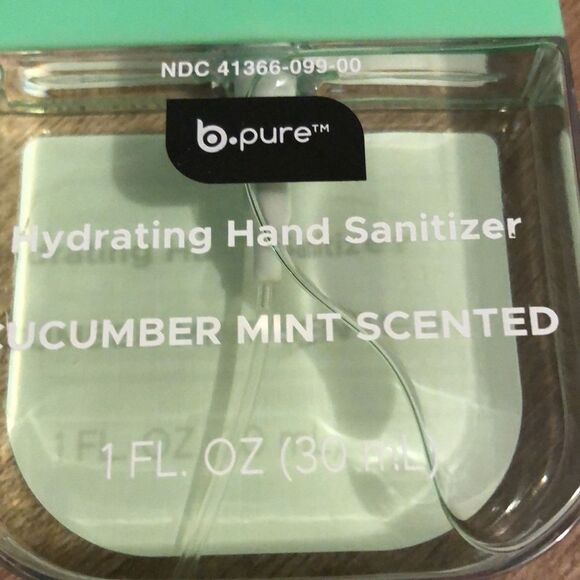 NDC 41366-099-00
b.pure™
Hydrating Hand Sanitizer
CUCUMBER MINT SCENTED
1 FL. OZ (30 mL)